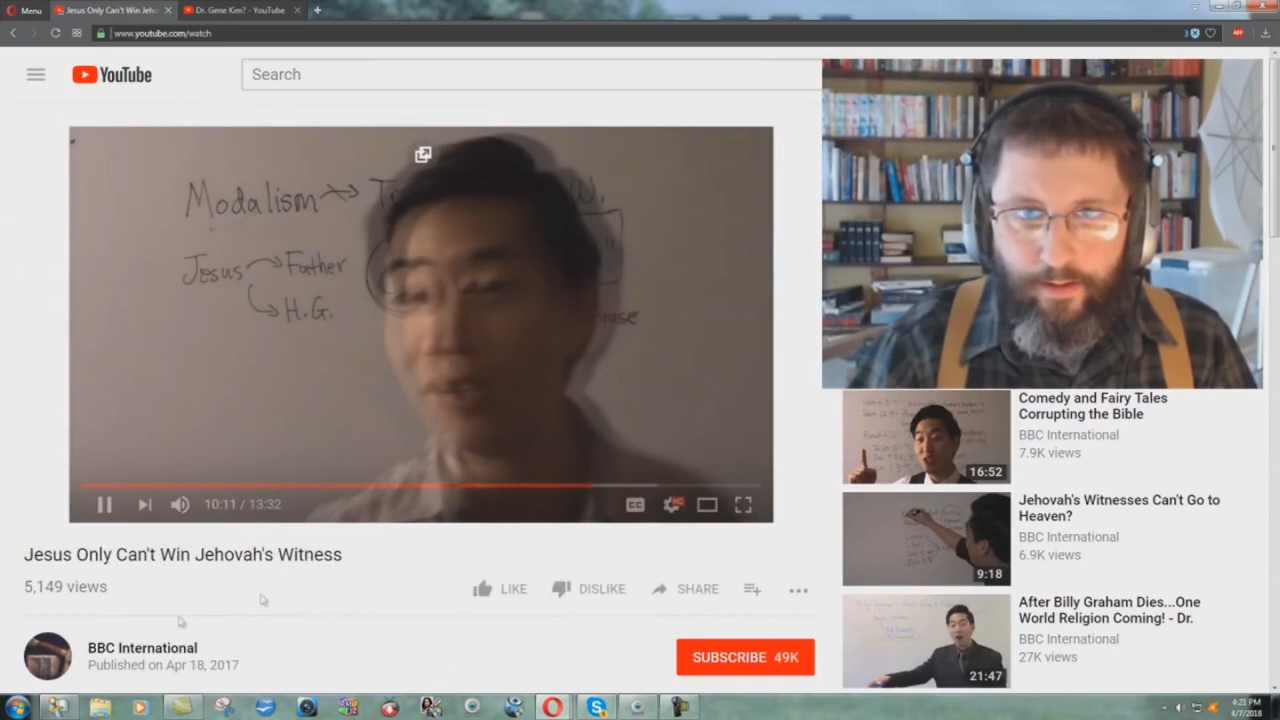 Menu
Jesus Only Can't Win Jeho
Dr. Gene Kim? - YouTube
www.youtube.com/watch
3
ABP
YouTube
Search
Modalism
W.
Jesus → Father
H.G.
10:11 / 13:32
CC
HD
Jesus Only Can't Win Jehovah's Witness
5,149 views
LIKE
DISLIKE
SHARE
BBC International
Published on Apr 18, 2017
SUBSCRIBE 49K
Comedy and Fairy Tales
Corrupting the Bible
BBC International
7.9K views
16:52
Jehovah's Witnesses Can't Go to
Heaven?
BBC International
6.9K views
9:18
After Billy Graham Dies...One
World Religion Coming! - Dr.
BBC International
27K views
21:47
4:21 PM
4/7/2018